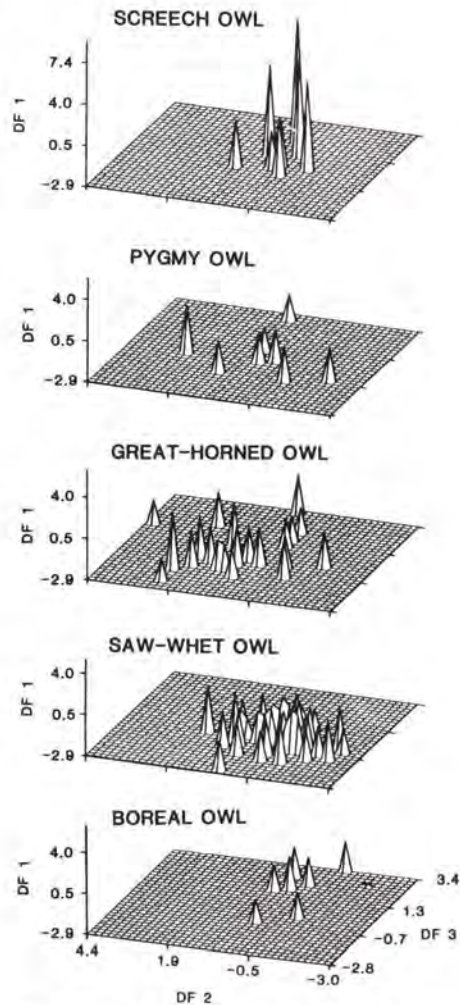 SCREECH OWL
7.4
4.0
0.5
-2.9
DF 1
PYGMY OWL
4.0
0.5
-2.9
DF 1
GREAT-HORNED OWL
4.0
0.5
-2.9
DF 1
SAW-WHET OWL
4.0
0.5
-2.9
DF 1
BOREAL OWL
4.0
0.5
-2.9
DF 1
4.4
1.9
-0.5
-3.0
DF 2
-2.8
-0.7
1.3
3.4
DF 3